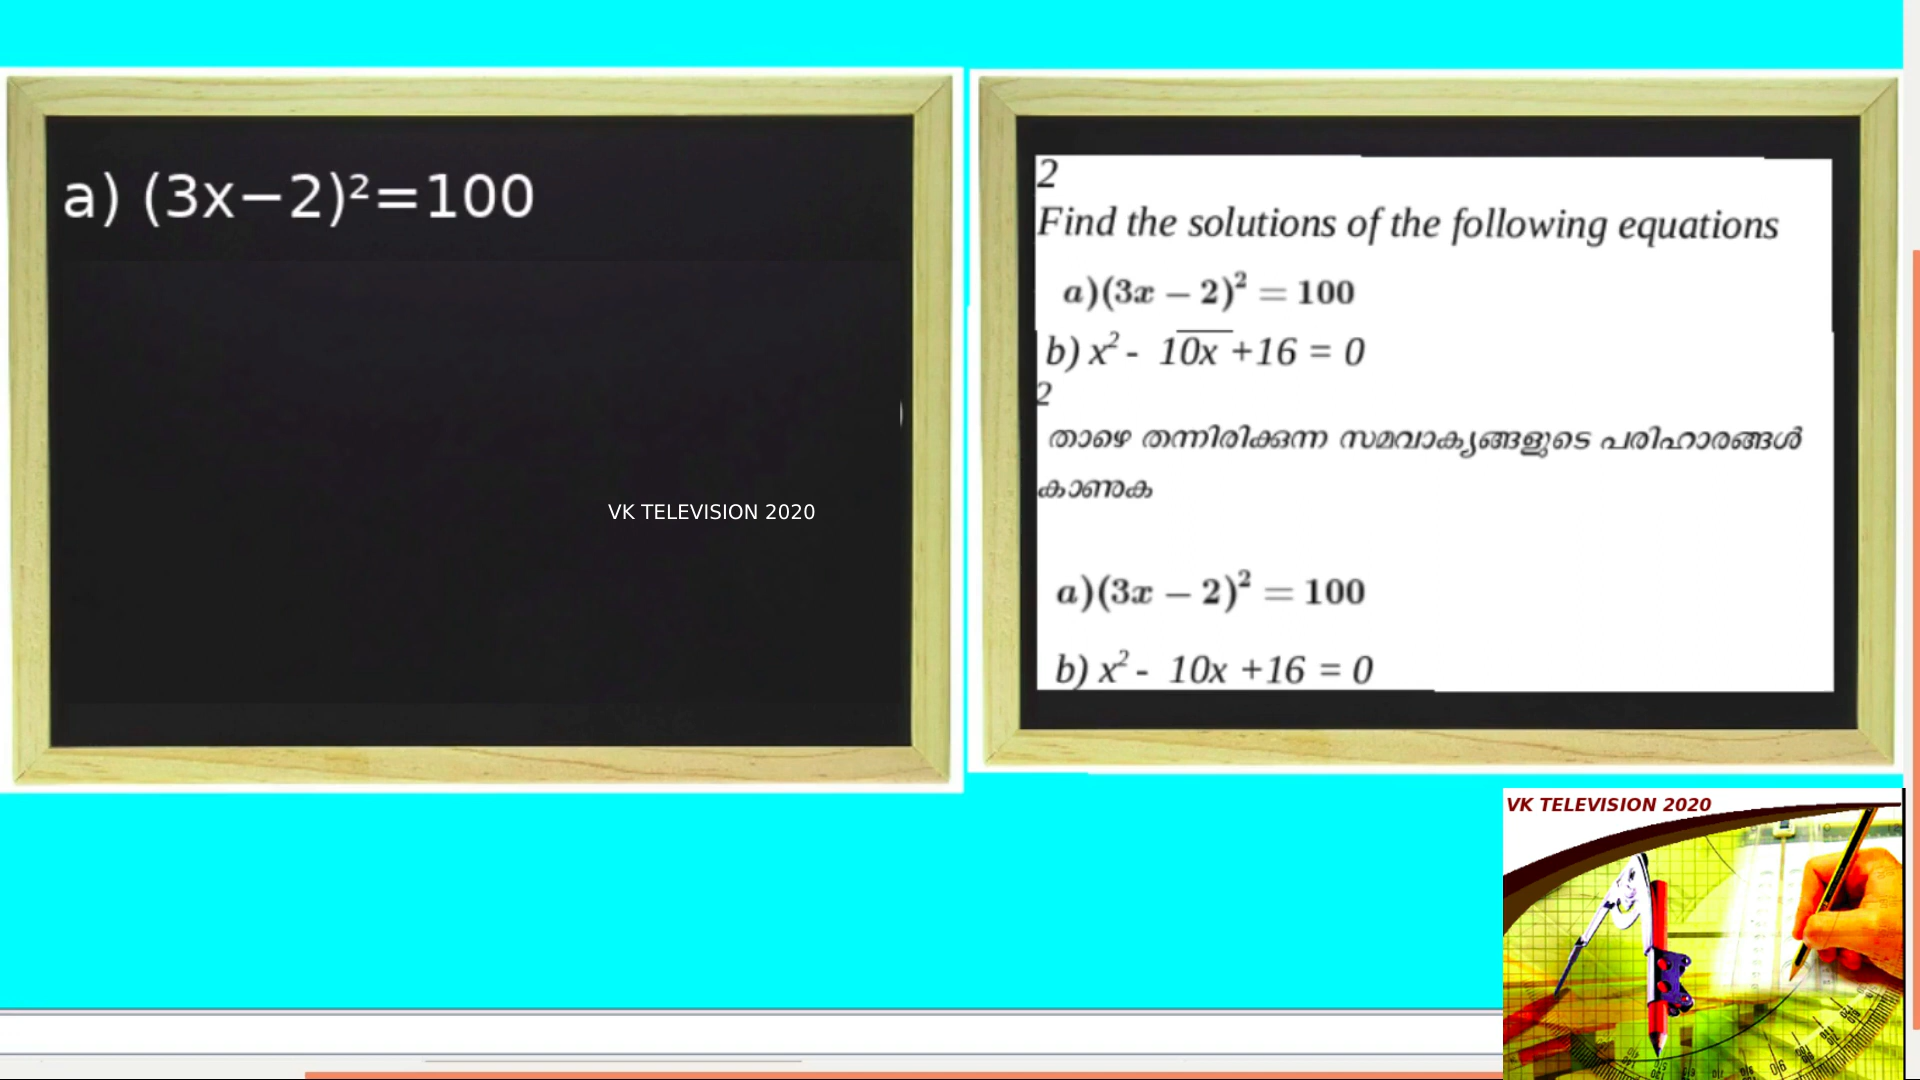 a) (3x−2)²=100
VK TELEVISION 2020
2
Find the solutions of the following equations
a)(3x − 2)² = 100
b) x² - 10x +16 = 0
2
താഴെ തന്നിരിക്കുന്ന സമവാക്യങ്ങളുടെ പരിഹാരങ്ങൾ
കാണുക
a)(3x − 2)² = 100
b) x² - 10x +16 = 0
VK TELEVISION 2020